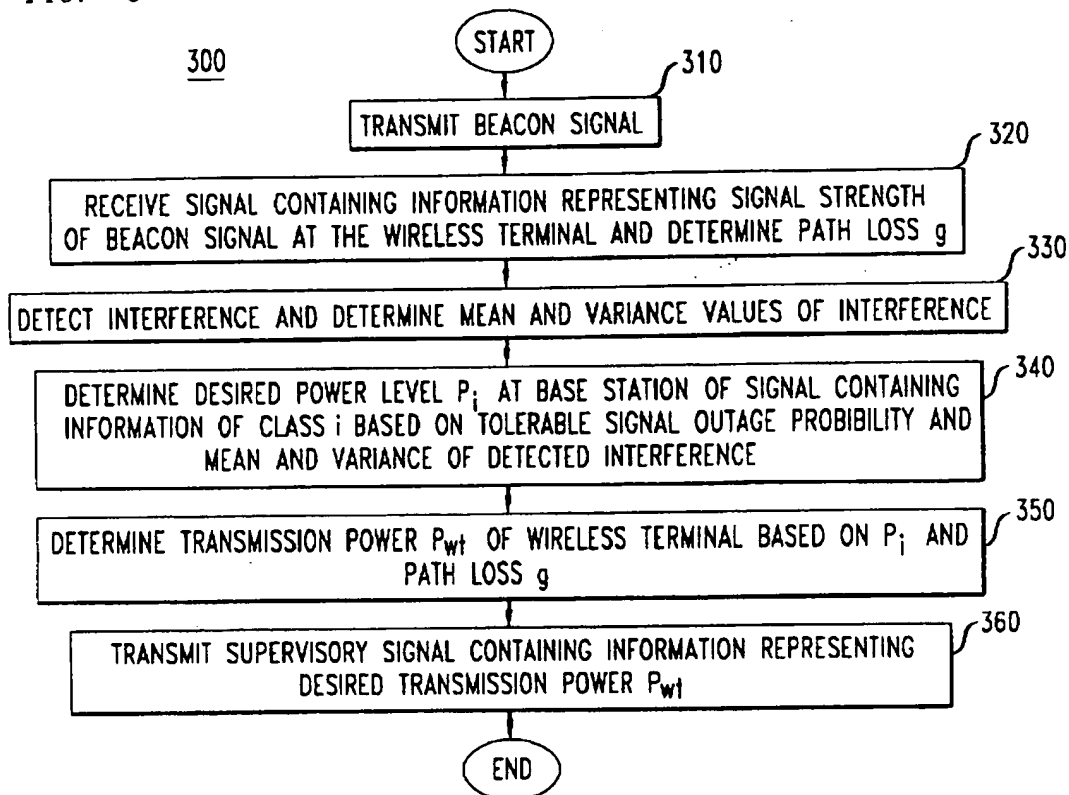 START
300
310
TRANSMIT BEACON SIGNAL
320
RECEIVE SIGNAL CONTAINING INFORMATION REPRESENTING SIGNAL STRENGTH
OF BEACON SIGNAL AT THE WIRELESS TERMINAL AND DETERMINE PATH LOSS g
330
DETECT INTERFERENCE AND DETERMINE MEAN AND VARIANCE VALUES OF INTERFERENCE
340
DETERMINE DESIRED POWER LEVEL Pi AT BASE STATION OF SIGNAL CONTAINING
INFORMATION OF CLASS i BASED ON TOLERABLE SIGNAL OUTAGE PROBIBILITY AND
MEAN AND VARIANCE OF DETECTED INTERFERENCE
350
DETERMINE TRANSMISSION POWER Pwt OF WIRELESS TERMINAL BASED ON Pi AND
PATH LOSS g
360
TRANSMIT SUPERVISORY SIGNAL CONTAINING INFORMATION REPRESENTING
DESIRED TRANSMISSION POWER Pwt
END